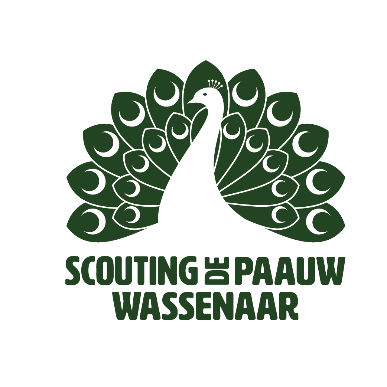 SCOUTING DE PAAUW
WASSENAAR